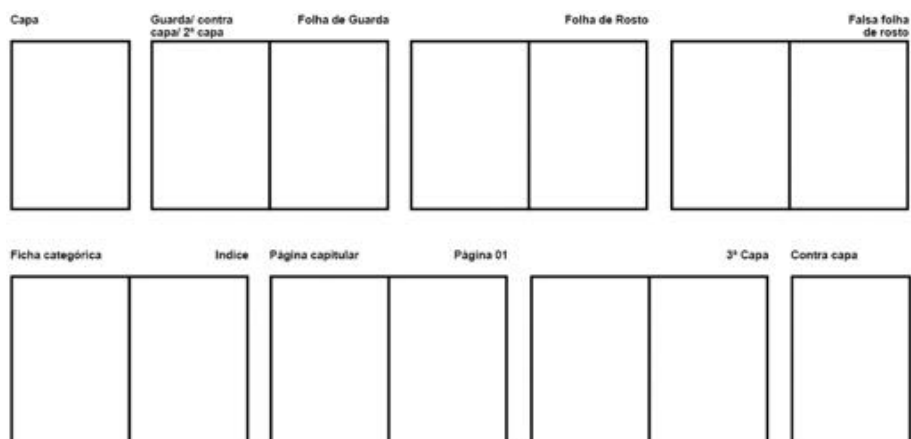 Capa
Guarda/ contra
capa/ 2ª capa
Folha de Guarda
Folha de Rosto
Falsa folha
de rosto
Ficha categórica
Indice
Página capitular
Página 01
3ª Capa
Contra capa